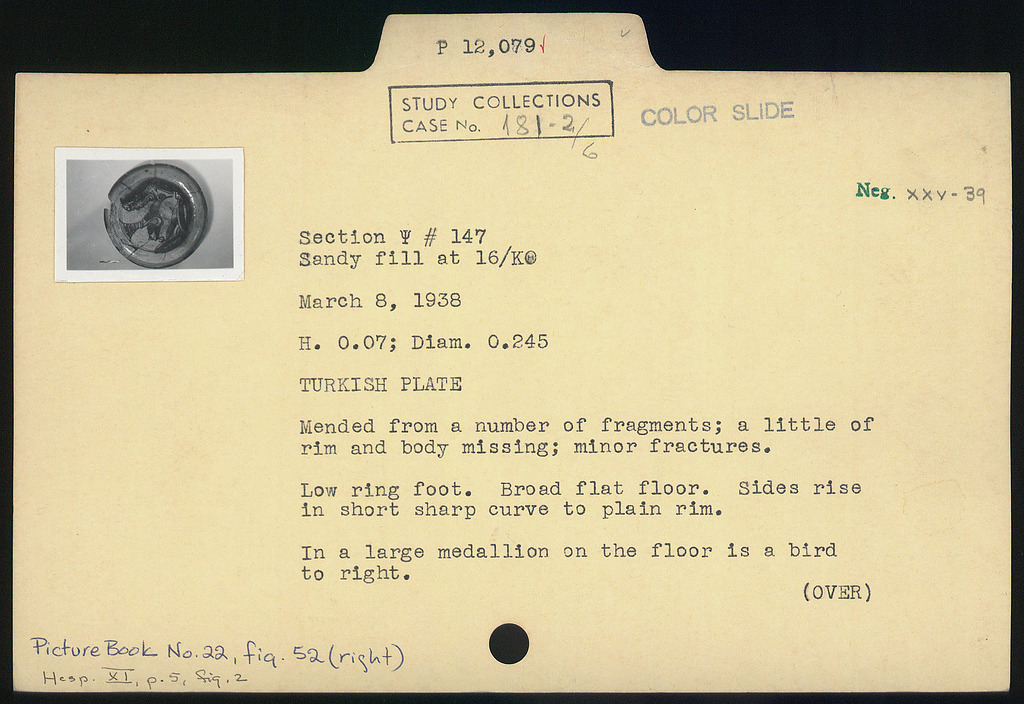 P 12,079
STUDY COLLECTIONS
CASE No. 181-2/6
COLOR SLIDE
Neg. XXV-39
Section Ψ # 147
Sandy fill at 16/KΘ
March 8, 1938
H. 0.07; Diam. 0.245
TURKISH PLATE
Mended from a number of fragments; a little of
rim and body missing; minor fractures.
Low ring foot. Broad flat floor. Sides rise
in short sharp curve to plain rim.
In a large medallion on the floor is a bird
to right.
(OVER)
Picture Book No. 22, fig. 52 (right)
Hesp. XI, p. 5, fig. 2